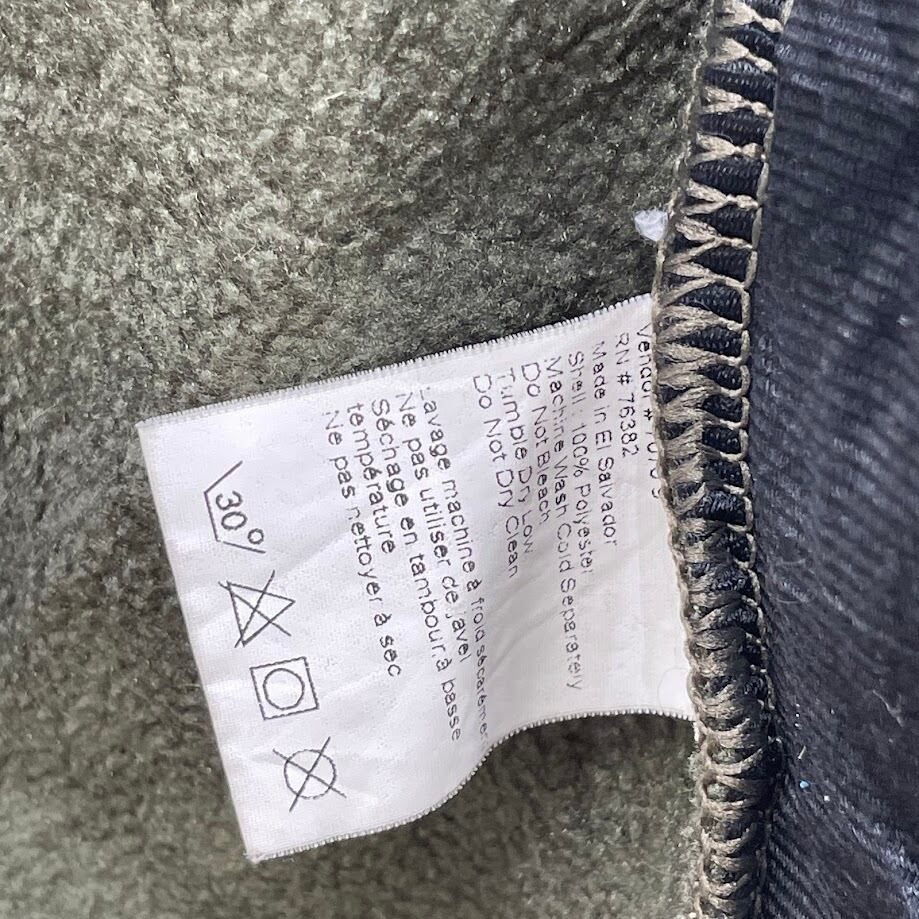 RN # 76382
Made in El Salvador
Shell: 100% Polyester
Machine Wash Cold Separately
Do Not Bleach
Tumble Dry Low
Do Not Dry Clean
Lavage machine à froid
Ne pas utiliser de javel
Séchage en tambour à basse
température
Ne pas nettoyer à sec
30°